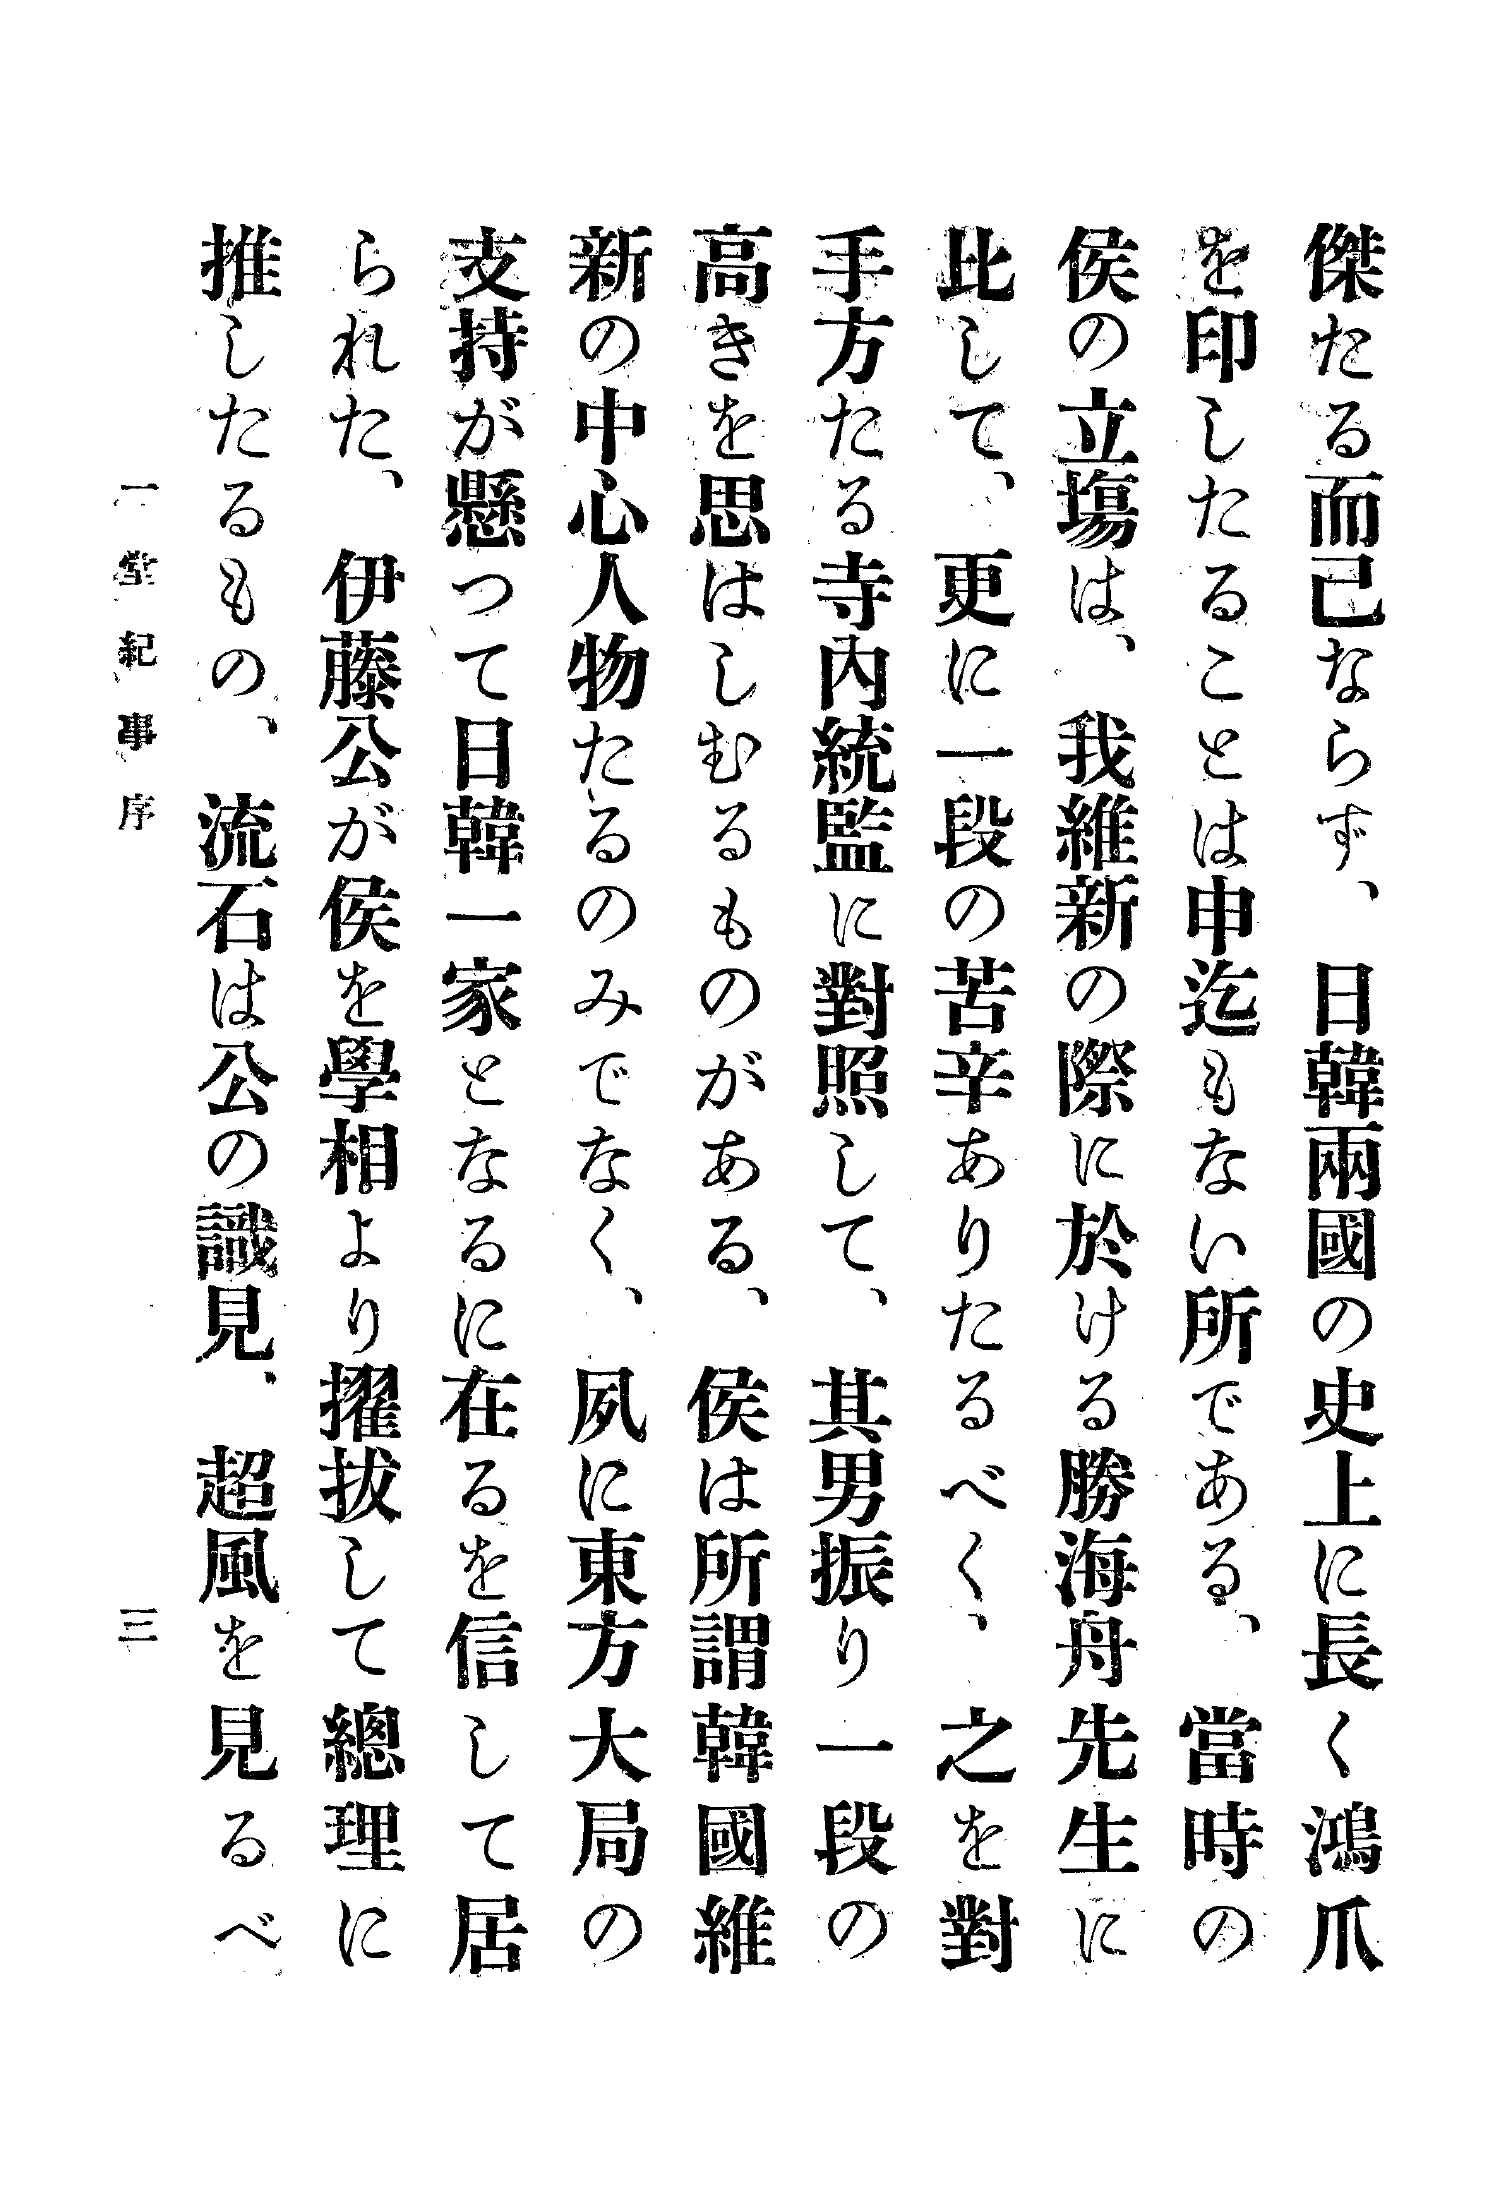 傑たる而己ならず、日韓兩國の史上に長く鴻爪
を印したることは申迄もない所である、當時の
侯の立塲は、我維新の際に於ける勝海舟先生に
比して、更に一段の苦辛ありたるべく、之を對
手方たる寺內統監に對照して、其男振り一段の
高きを思はしむるものがある、侯は所謂韓國維
新の中心人物たるのみでなく、夙に東方大局の
支持が懸つて日韓一家となるに在るを信して居
られた、伊藤公が侯を學相より擢拔して總理に
推したるもの、流石は公の識見、超風を見るべ
一堂紀事序
三